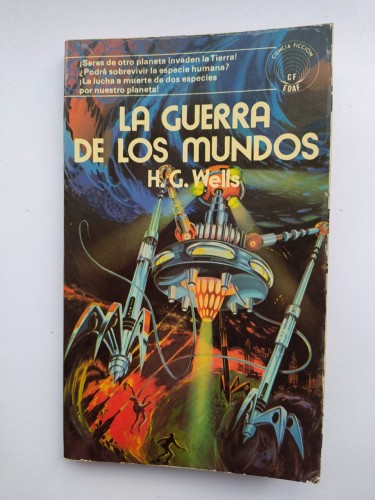 ¡Seres de otro planeta invaden la Tierra!
¿Podrá sobrevivir la especie humana?
¡La lucha a muerte de dos especies
por nuestro planeta!
CIENCIA FICCIÓN
CF
EDAF
LA GUERRA
DE LOS MUNDOS
H. G. Wells